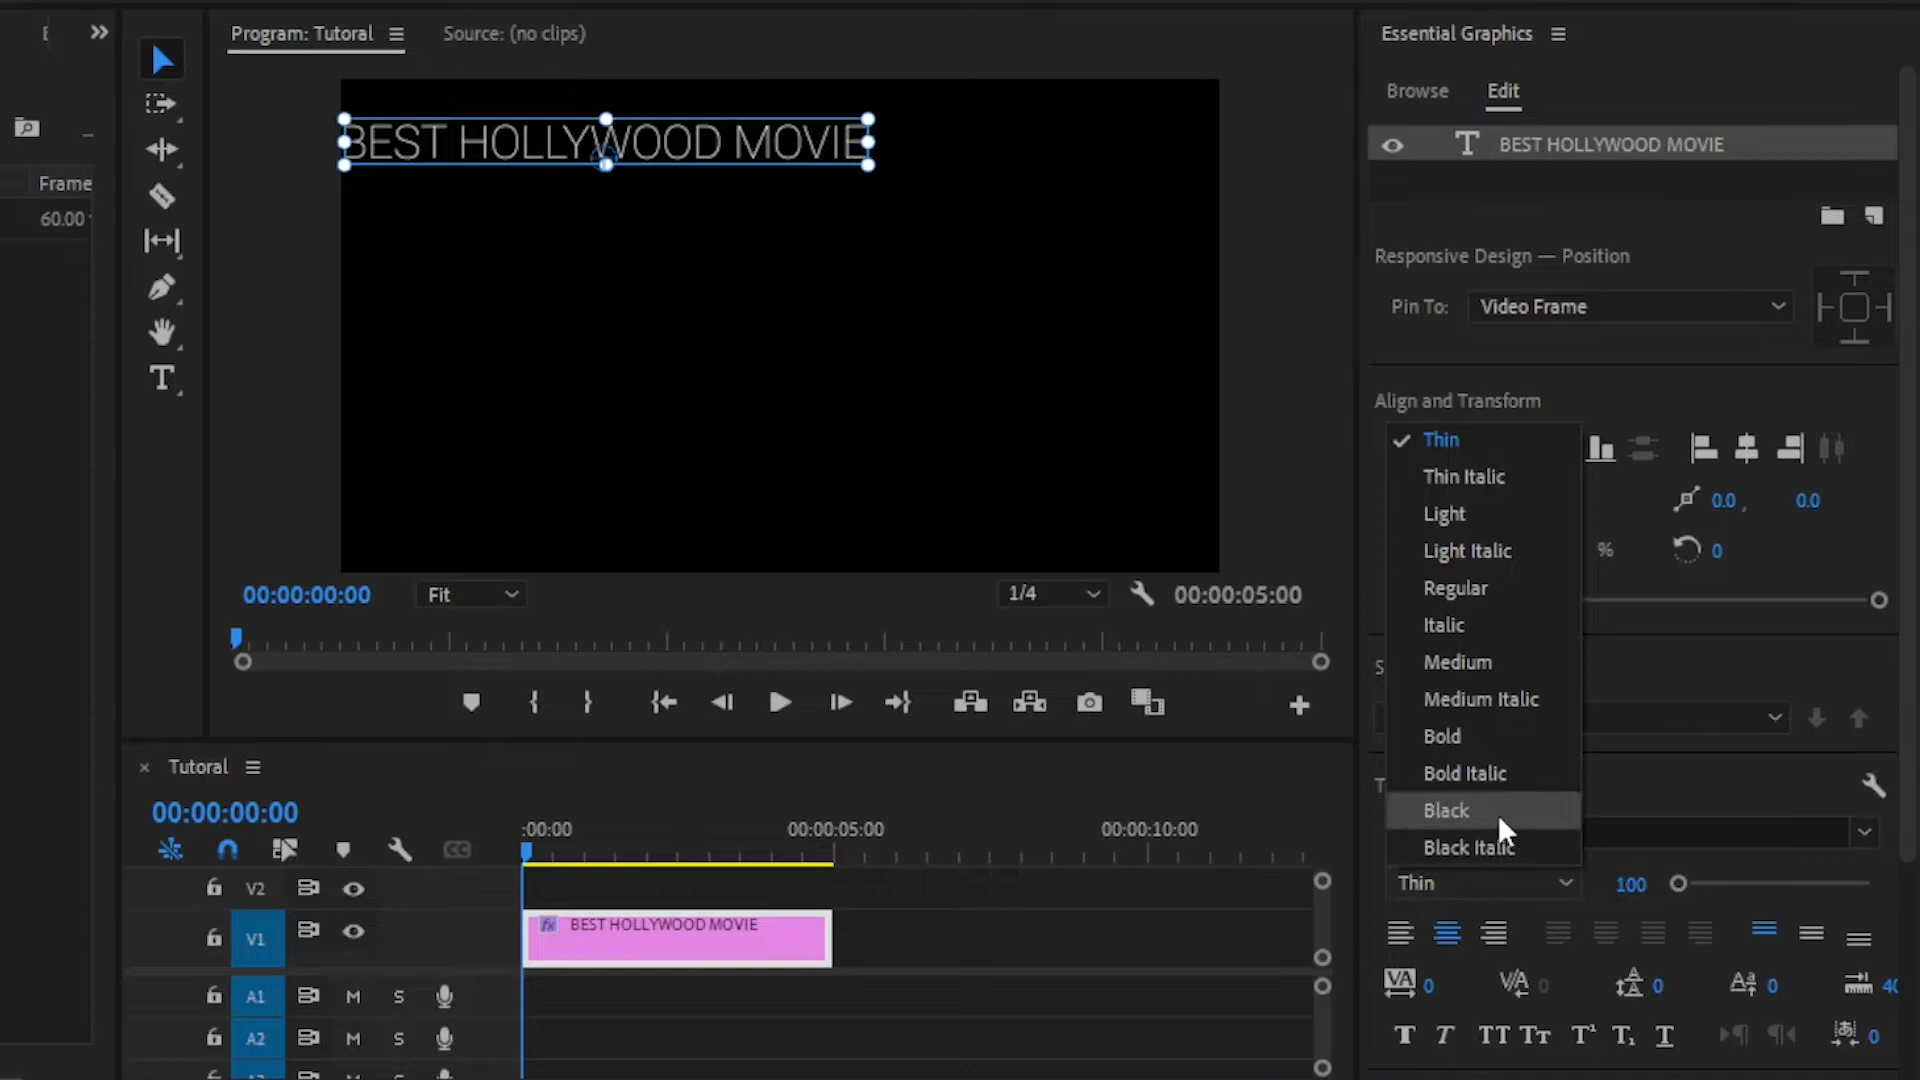 Program: Tutoral
Source: (no clips)
Essential Graphics
Browse
Edit
BEST HOLLYWOOD MOVIE
BEST HOLLYWOOD MOVIE
Frame
60.00
Responsive Design — Position
Pin To:
Video Frame
Align and Transform
Thin
Thin Italic
Light
Light Italic
Regular
Italic
Medium
Medium Italic
Bold
Bold Italic
Black
Black Italic
0.0 ,
0.0
%
0
00:00:00:00
Fit
1/4
00:00:05:00
Tutoral
00:00:00:00
:00:00
00:00:05:00
00:00:10:00
V2
V1
BEST HOLLYWOOD MOVIE
A1
M
S
A2
M
S
Thin
100
0
0
0
0
40
0